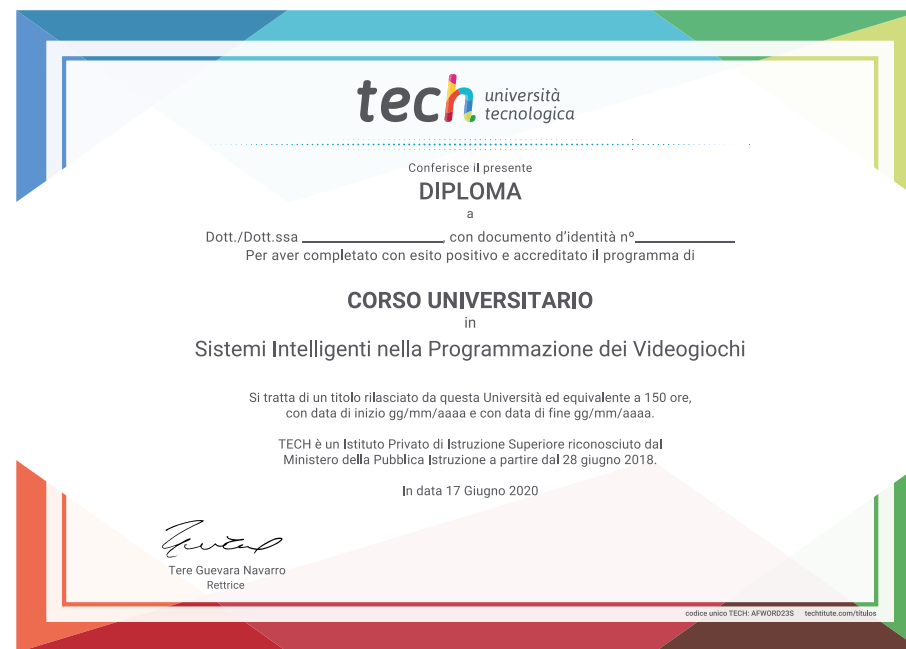 tech università
tecnologica
Conferisce il presente
DIPLOMA
a
Dott./Dott.ssa ____________________, con documento d'identità nº______________
Per aver completato con esito positivo e accreditato il programma di
CORSO UNIVERSITARIO
in
Sistemi Intelligenti nella Programmazione dei Videogiochi
Si tratta di un titolo rilasciato da questa Università ed equivalente a 150 ore,
con data di inizio gg/mm/aaaa e con data di fine gg/mm/aaaa.
TECH è un Istituto Privato di Istruzione Superiore riconosciuto dal
Ministero della Pubblica Istruzione a partire dal 28 giugno 2018.
In data 17 Giugno 2020
Tere Guevara Navarro
Rettrice
codice unico TECH: AFWORD23S techtitute.com/titulos